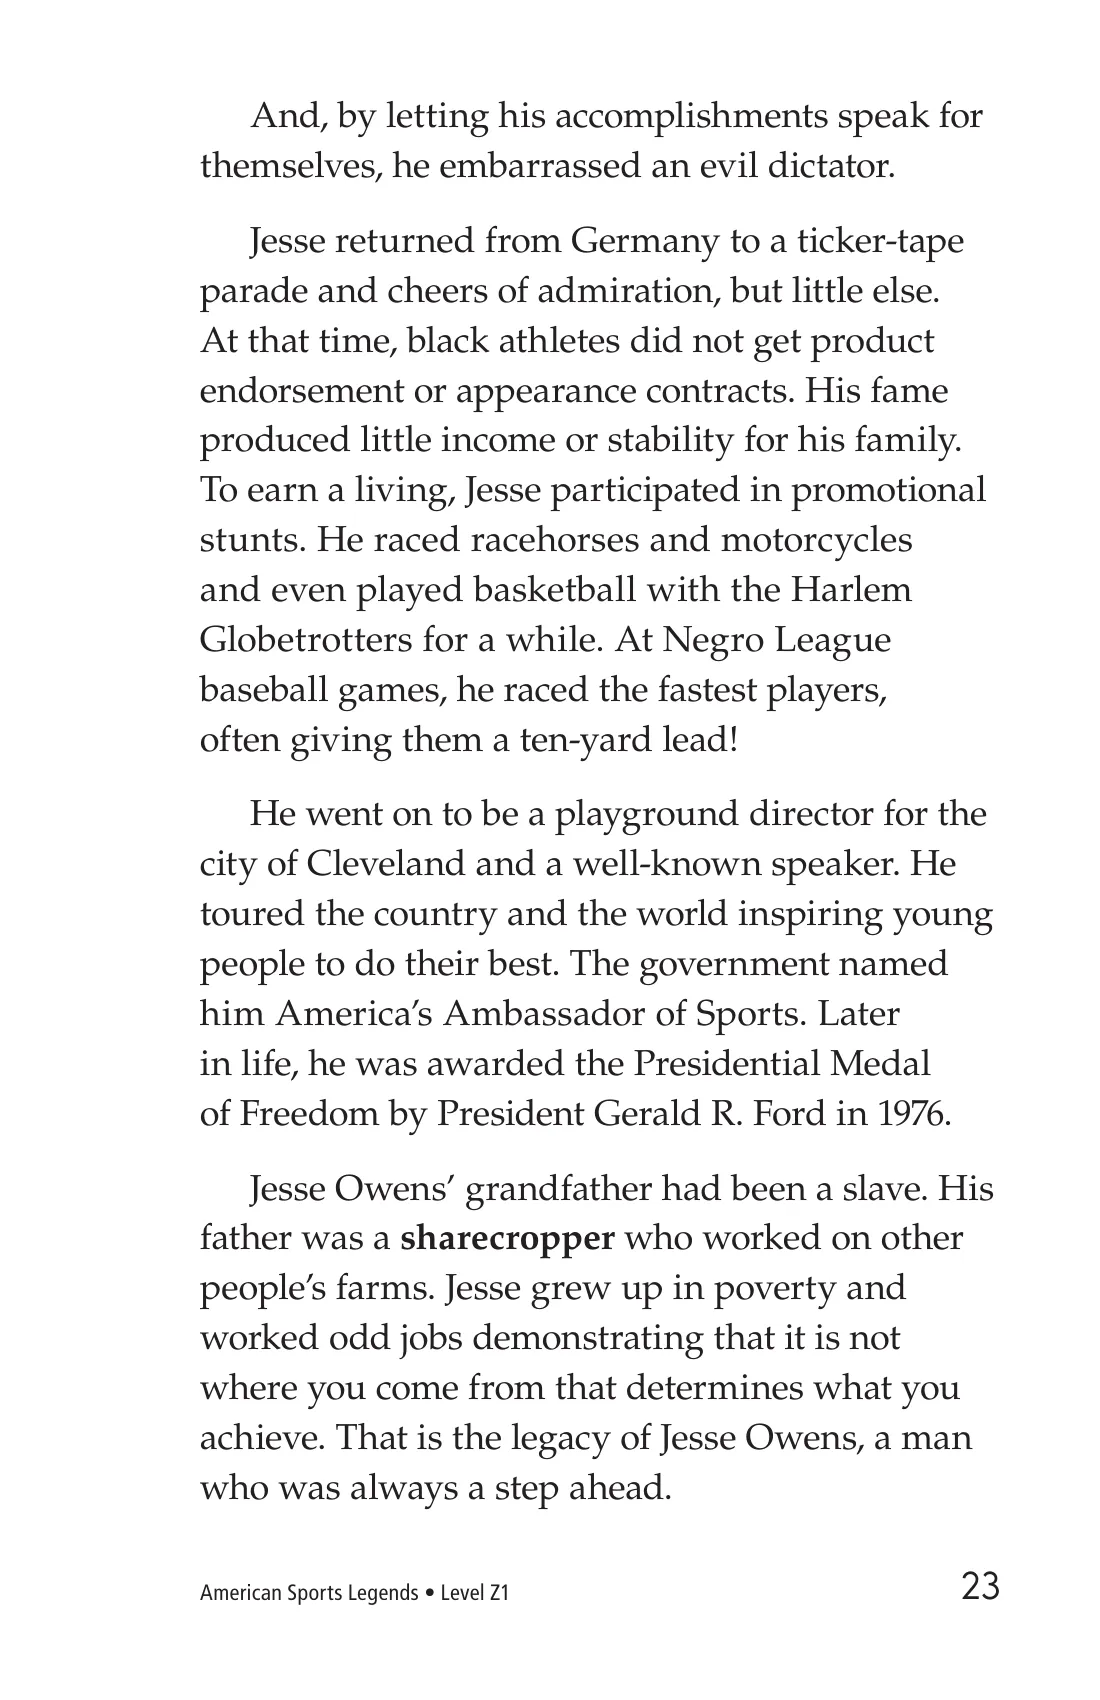 And, by letting his accomplishments speak for
themselves, he embarrassed an evil dictator.
Jesse returned from Germany to a ticker-tape
parade and cheers of admiration, but little else.
At that time, black athletes did not get product
endorsement or appearance contracts. His fame
produced little income or stability for his family.
To earn a living, Jesse participated in promotional
stunts. He raced racehorses and motorcycles
and even played basketball with the Harlem
Globetrotters for a while. At Negro League
baseball games, he raced the fastest players,
often giving them a ten-yard lead!
He went on to be a playground director for the
city of Cleveland and a well-known speaker. He
toured the country and the world inspiring young
people to do their best. The government named
him America’s Ambassador of Sports. Later
in life, he was awarded the Presidential Medal
of Freedom by President Gerald R. Ford in 1976.
Jesse Owens’ grandfather had been a slave. His
father was a sharecropper who worked on other
people’s farms. Jesse grew up in poverty and
worked odd jobs demonstrating that it is not
where you come from that determines what you
achieve. That is the legacy of Jesse Owens, a man
who was always a step ahead.
American Sports Legends • Level Z1
23